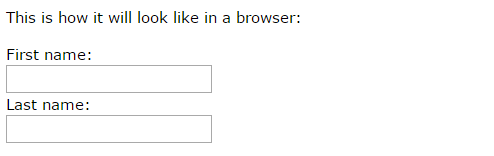 This is how it will look like in a browser:
First name:
Last name: